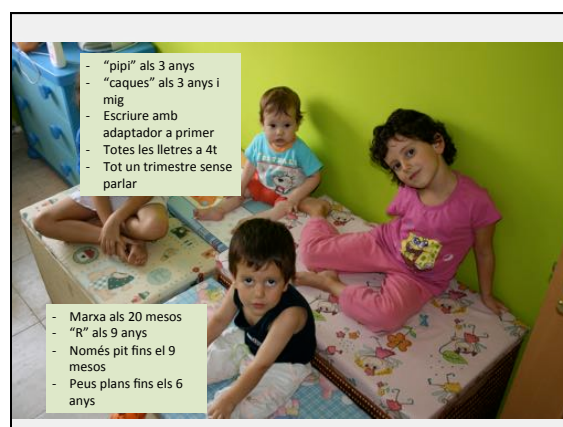 - “pipi” als 3 anys
- “caques” als 3 anys i
mig
- Escriure amb
adaptador a primer
- Totes les lletres a 4t
- Tot un trimestre sense
parlar
- Marxa als 20 mesos
- “R” als 9 anys
- Només pit fins el 9
mesos
- Peus plans fins els 6
anys